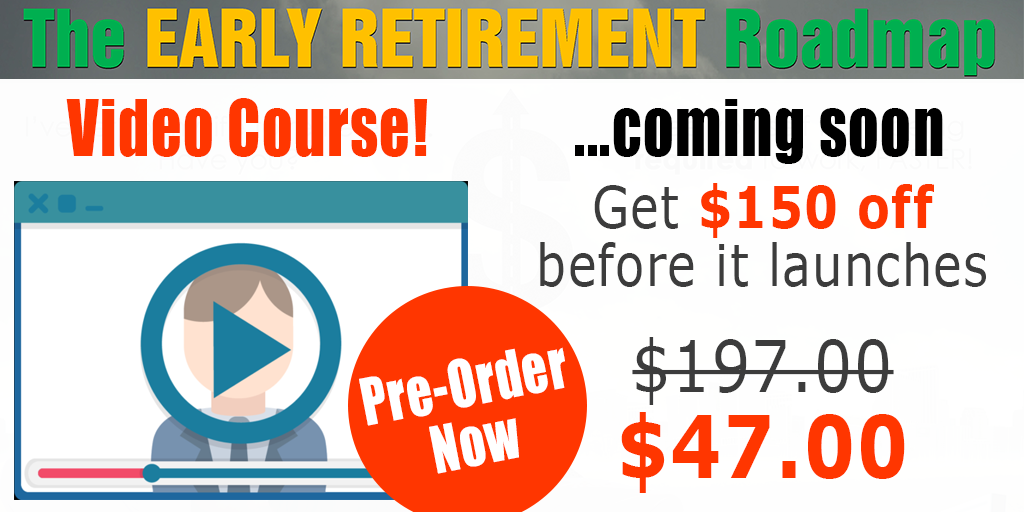 The EARLY RETIREMENT Roadmap
Video Course!
Pre-Order
Now
...coming soon
Get $150 off
before it launches
$197.00
$47.00